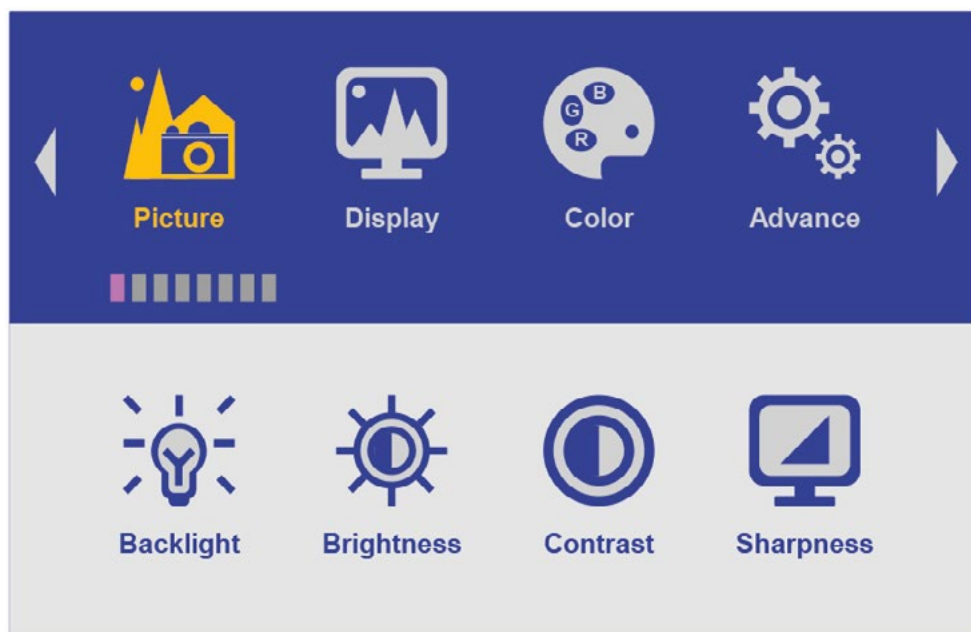 B
G
R
Picture Display Color Advance
Backlight Brightness Contrast Sharpness